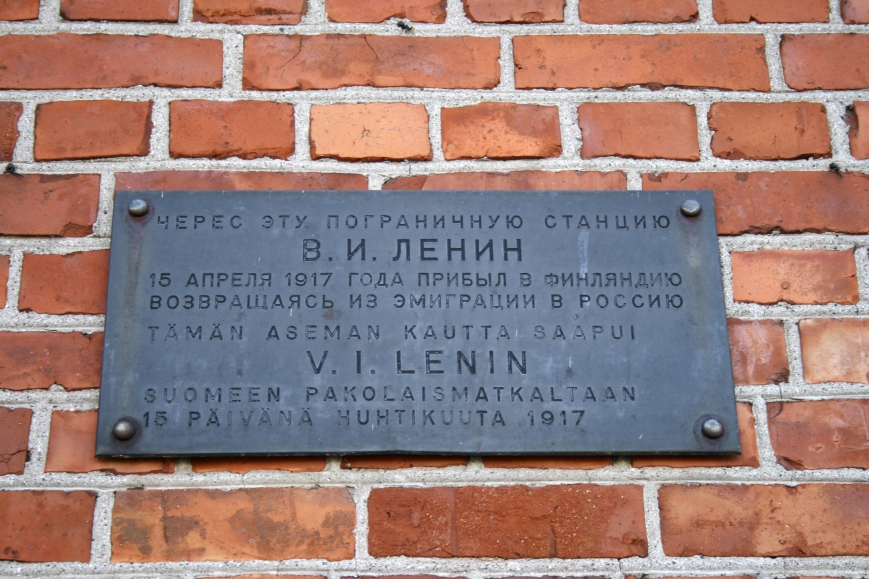 ЧЕРЕС ЭТУ ПОГРАНИЧНУЮ СТАНЦИЮ
В. И. ЛЕНИН
15 АПРЕЛЯ 1917 ГОДА ПРИБЫЛ В ФИНЛЯНДИЮ
ВОЗВРАЩАЯСЬ ИЗ ЭМИГРАЦИИ В РОССИЮ
TÄMÄN ASEMAN KAUTTA SAAPUI
V. I. LENIN
SUOMEEN PAKOLAISMATKALTAAN
15 PÄIVÄNÄ HUHTIKUUTA 1917